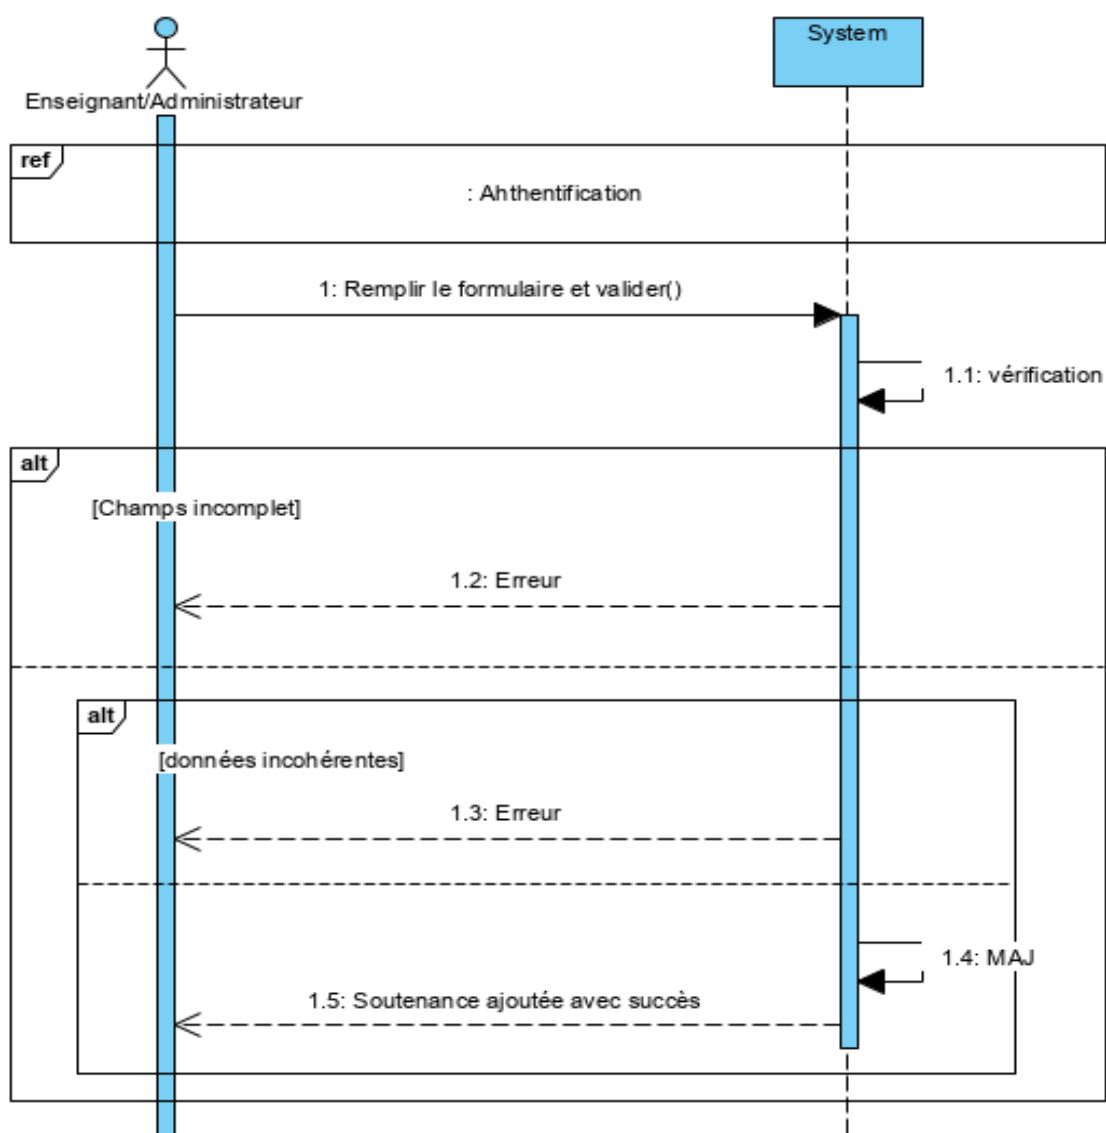 System
Enseignant/Administrateur
ref
: Ahthentification
1: Remplir le formulaire et valider()
1.1: vérification
alt
[Champs incomplet]
1.2: Erreur
alt
[données incohérentes]
1.3: Erreur
1.4: MAJ
1.5: Soutenance ajoutée avec succès